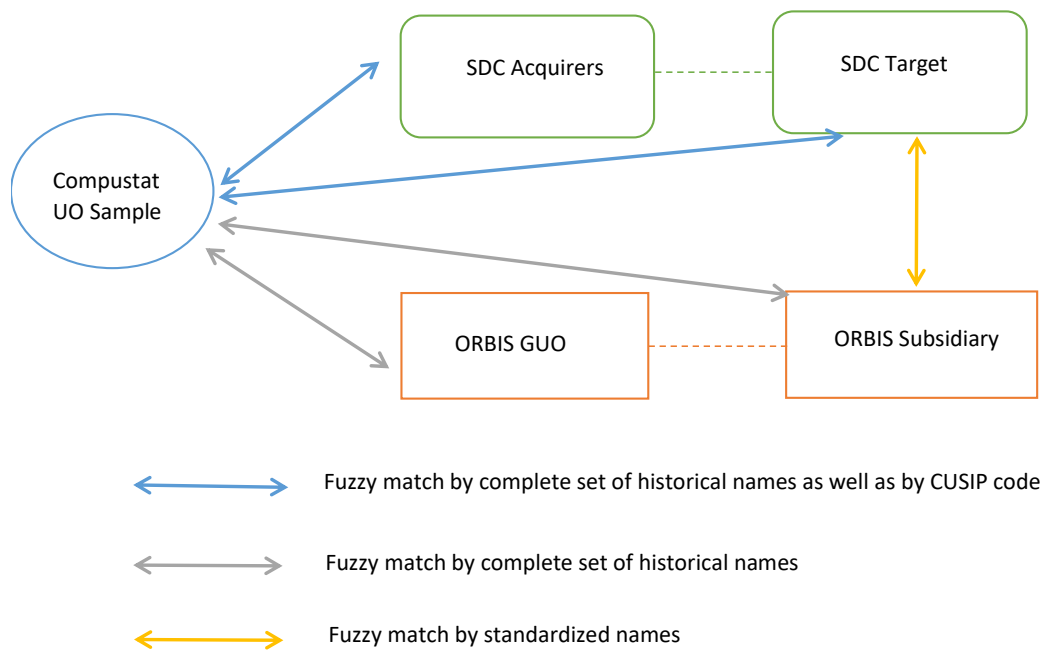 SDC Acquirers
SDC Target
Compustat
UO Sample
ORBIS GUO
ORBIS Subsidiary
Fuzzy match by complete set of historical names as well as by CUSIP code
Fuzzy match by complete set of historical names
Fuzzy match by standardized names